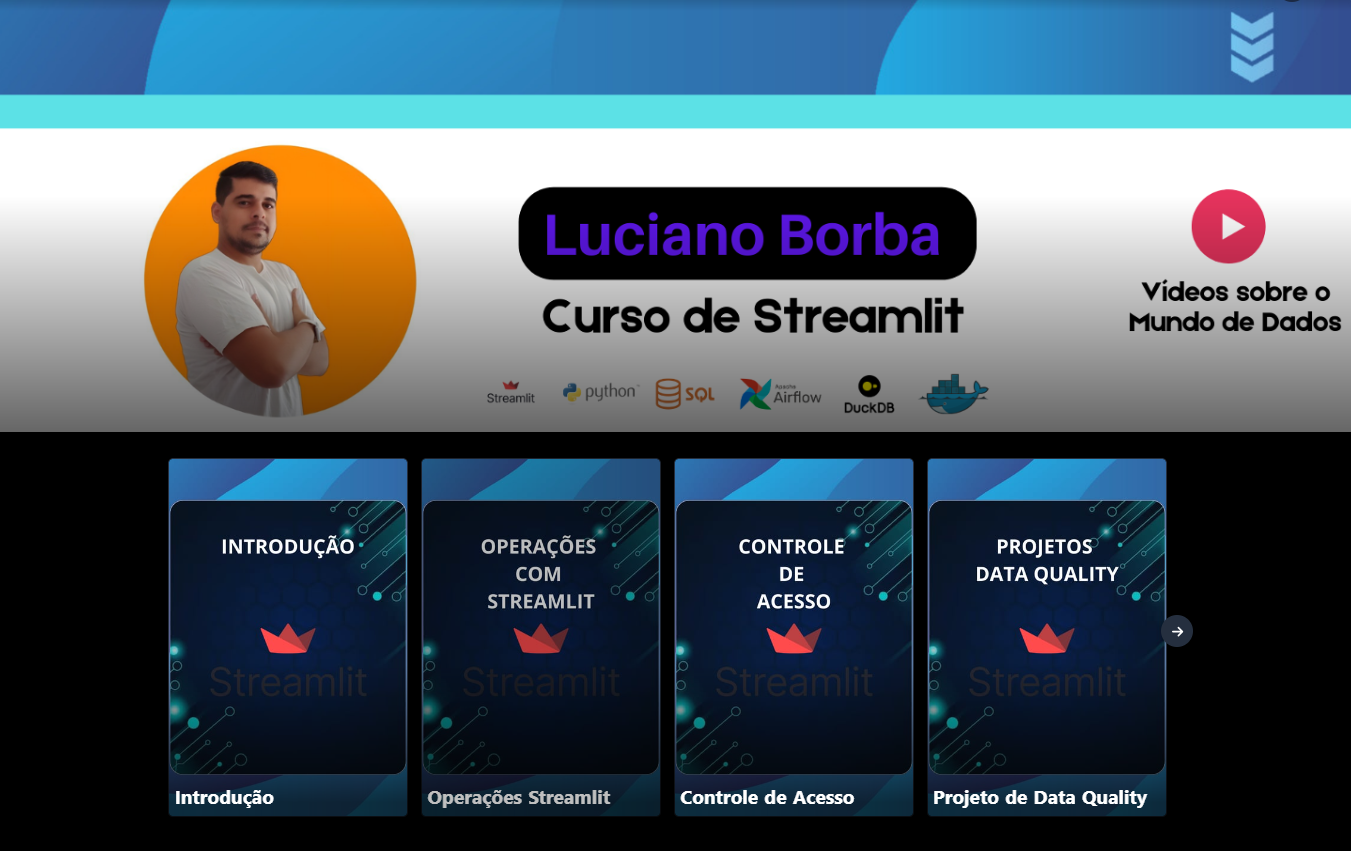 Luciano Borba
Curso de Streamlit
Vídeos sobre o
Mundo de Dados
Streamlit
python
SQL
Apache
Airflow
DuckDB
INTRODUÇÃO
Streamlit
Introdução
OPERAÇÕES
COM
STREAMLIT
Streamlit
Operações Streamlit
CONTROLE
DE
ACESSO
Streamlit
Controle de Acesso
PROJETOS
DATA QUALITY
Streamlit
Projeto de Data Quality